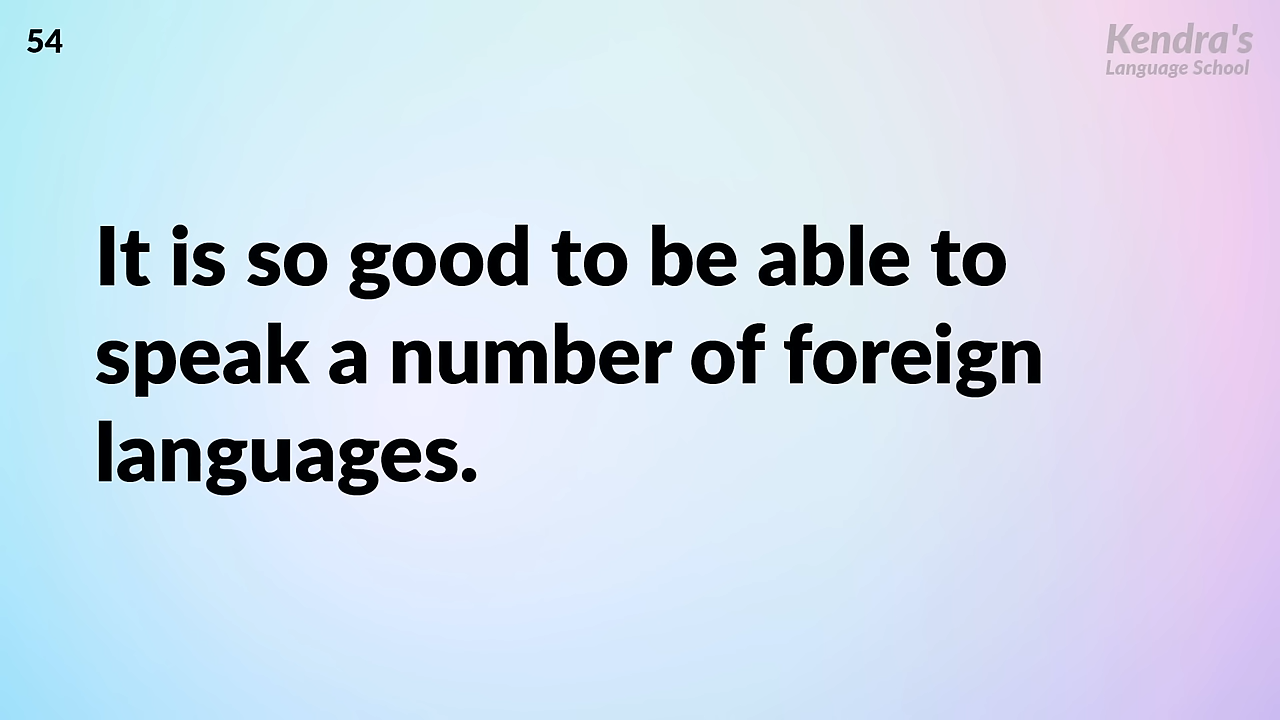 54
Kendra's
Language School
It is so good to be able to
speak a number of foreign
languages.